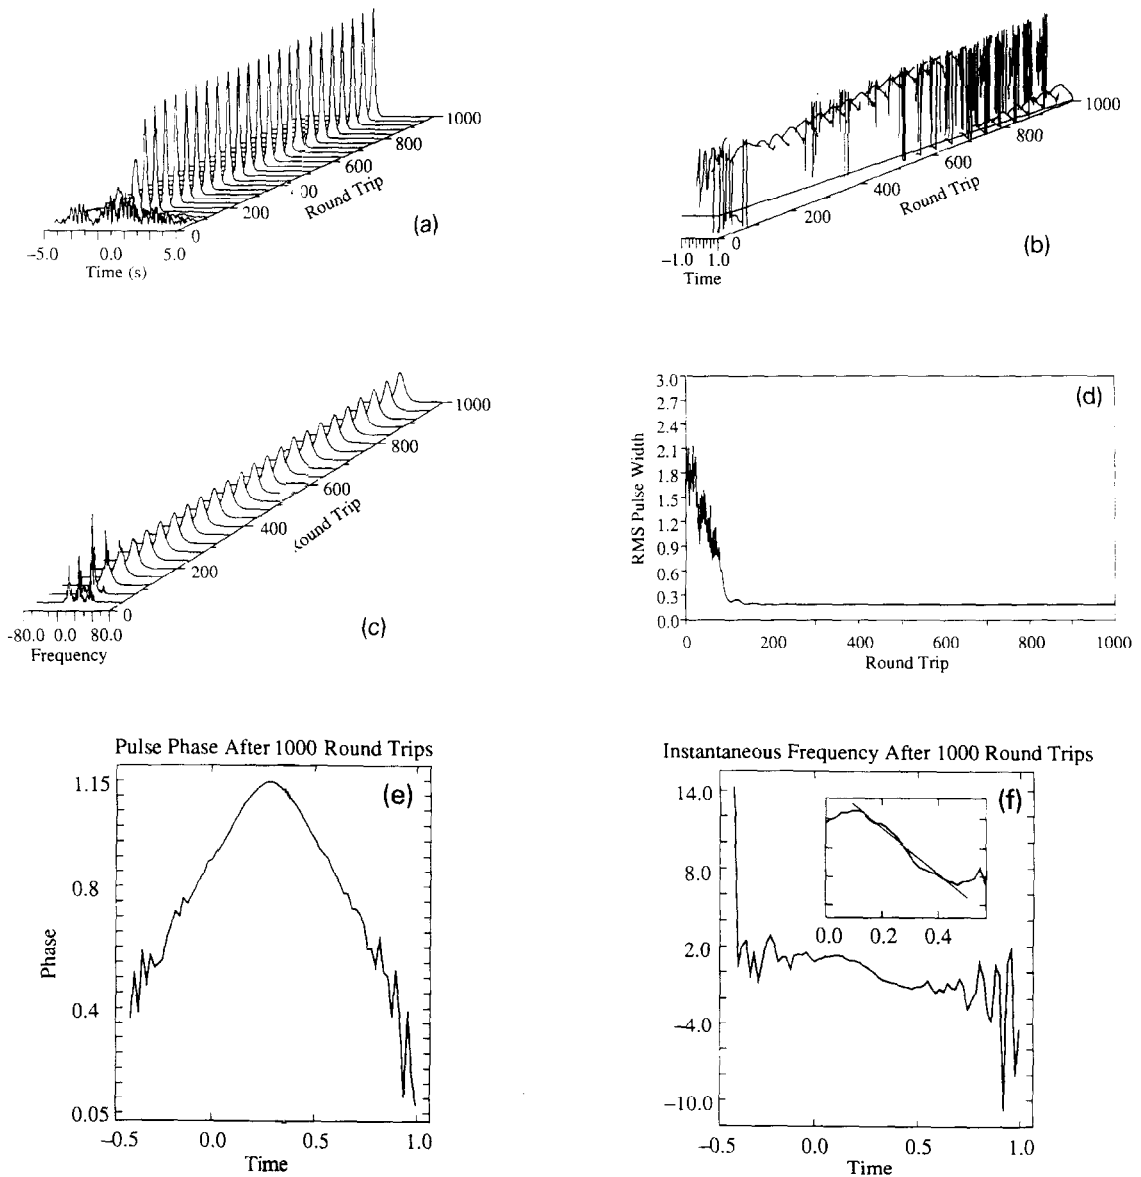 1000
800
600
400
200
0
Round Trip
-5.0 0.0 5.0
Time (s)
(a)
1000
800
600
400
200
0
Round Trip
-1.0 1.0
Time
(b)
1000
800
600
400
200
0
Trip
-80.0 0.0 80.0
Frequency
(c)
(d)
3.0
2.7
2.4
2.1
1.8
1.5
1.2
0.9
0.6
0.3
0.0
RMS Pulse Width
0 200 400 600 800 1000
Round Trip
Pulse Phase After 1000 Round Trips
(e)
1.15
0.8
0.4
0.05
Phase
-0.5 0.0 0.5 1.0
Time
Instantaneous Frequency After 1000 Round Trips
(f)
14.0
8.0
2.0
-4.0
-10.0
0.0 0.2 0.4
-0.5 0.0 0.5 1.0
Time